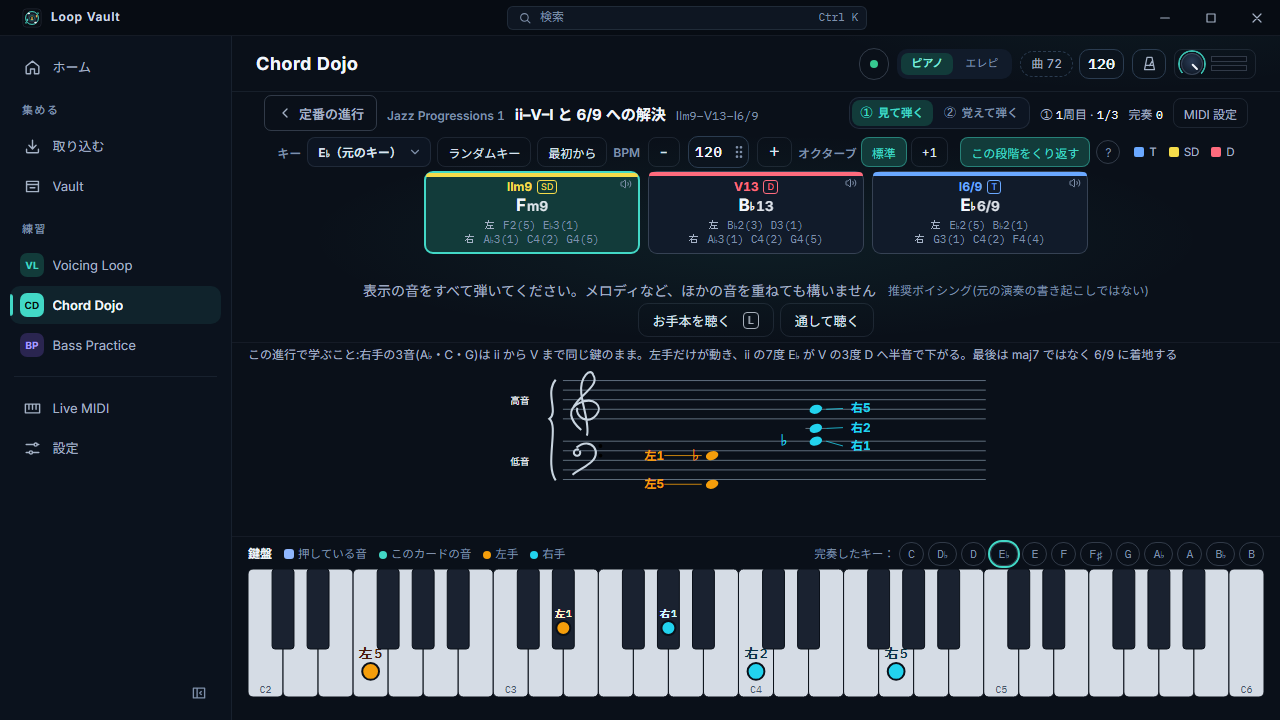 Loop Vault
検索
Ctrl K
ホーム
集める
取り込む
Vault
練習
VL Voicing Loop
CD Chord Dojo
BP Bass Practice
Live MIDI
設定
Chord Dojo
ピアノ エレピ 曲 72 120
定番の進行 Jazz Progressions 1 ii–V–I と 6/9 への解決 IIm9–V13–I6/9 ① 見て弾く ② 覚えて弾く ① 1周目 · 1/3 完奏 0 MIDI 設定
キー E♭ (元のキー) ランダムキー 最初から BPM - 120 + オクターブ 標準 +1 この段階をくり返す ? T SD D
IIm9 SD
Fm9
左 F2(5) E♭3(1)
右 A♭3(1) C4(2) G4(5)
V13 D
B♭13
左 B♭2(3) D3(1)
右 A♭3(1) C4(2) G4(5)
I6/9 T
E♭6/9
左 E♭2(5) B♭2(1)
右 G3(1) C4(2) F4(4)
表示の音をすべて弾いてください。メロディなど、ほかの音を重ねても構いません 推奨ボイシング(元の演奏の書き起こしではない)
お手本を聴く L 通して聴く
この進行で学ぶこと:右手の3音(A♭・C・G)は ii から V まで同じ鍵のまま。左手だけが動き、ii の7度 E♭ が V の3度 D へ半音で下がる。最後は maj7 ではなく 6/9 に着地する
高音
右5
右2
右1
低音
左1
左5
鍵盤 押している音 このカードの音 左手 右手 完奏したキー: C D♭ D E♭ E F F♯ G A♭ A B♭ B
左1 右1
左5 右2 右5
C2 C3 C4 C5 C6